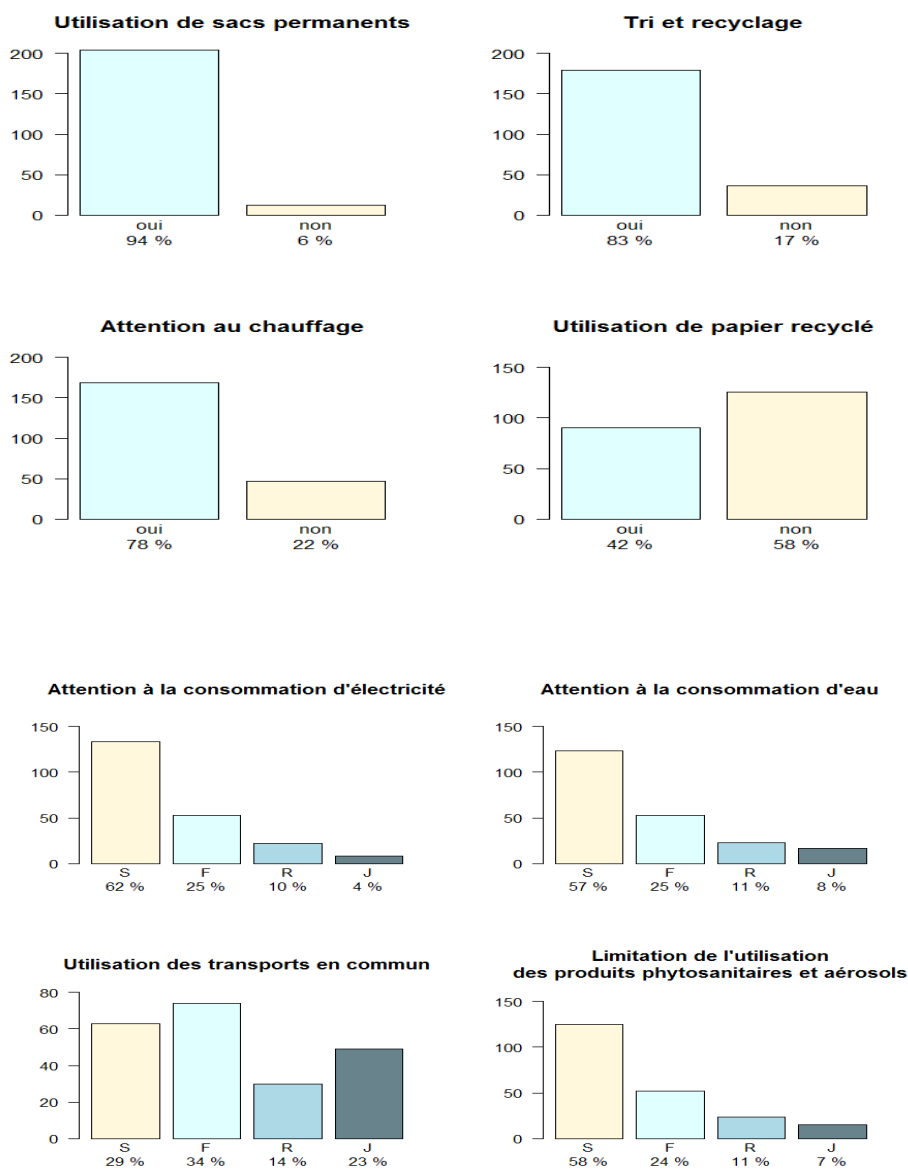 Utilisation de sacs permanents
200
150
100
50
0
oui
non
94 %
6 %
Tri et recyclage
200
150
100
50
0
oui
non
83 %
17 %
Attention au chauffage
200
150
100
50
0
oui
non
78 %
22 %
Utilisation de papier recyclé
150
100
50
0
oui
non
42 %
58 %
Attention à la consommation d'électricité
150
100
50
0
S
F
R
J
62 %
25 %
10 %
4 %
Attention à la consommation d'eau
150
100
50
0
S
F
R
J
57 %
25 %
11 %
8 %
Utilisation des transports en commun
80
60
40
20
0
S
F
R
J
29 %
34 %
14 %
23 %
Limitation de l'utilisation
des produits phytosanitaires et aérosols
150
100
50
0
S
F
R
J
58 %
24 %
11 %
7 %